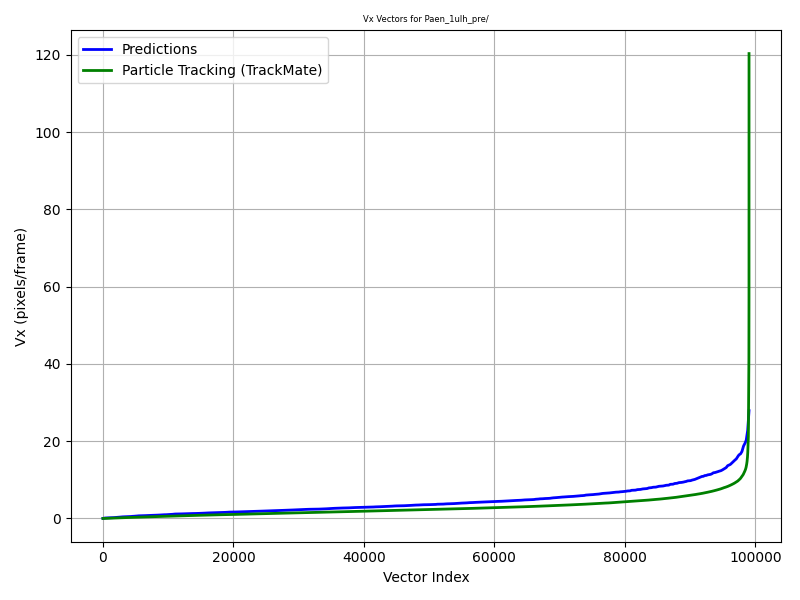 Vx Vectors for Paen_1ulh_pre/
Predictions
Particle Tracking (TrackMate)
120
100
80
60
40
20
0
Vx (pixels/frame)
0 20000 40000 60000 80000 100000
Vector Index